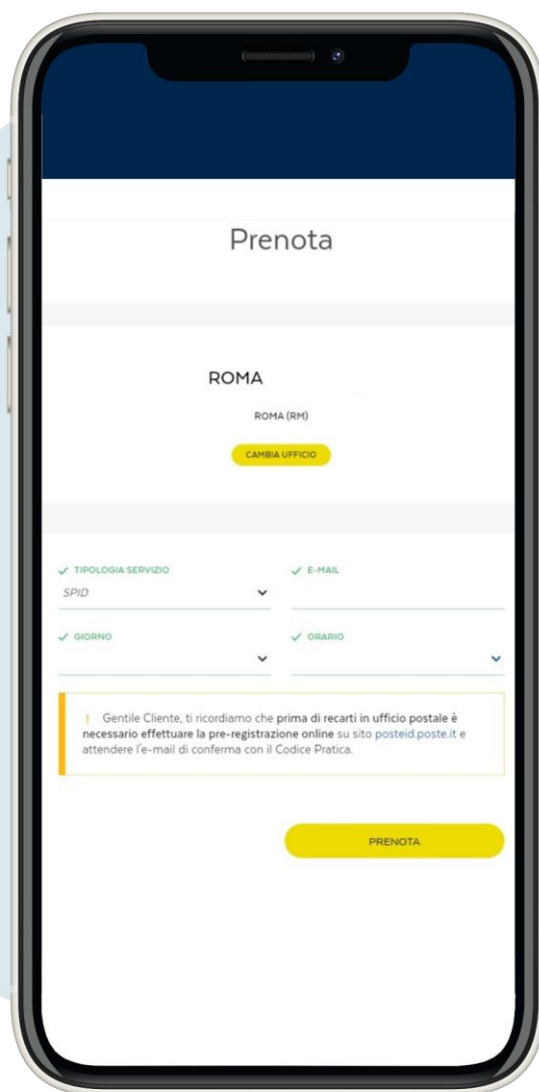 Prenota
ROMA
ROMA (RM)
CAMBIA UFFICIO
TIPOLOGIA SERVIZIO
SPID
E-MAIL
GIORNO
ORARIO
! Gentile Cliente, ti ricordiamo che prima di recarti in ufficio postale è
necessario effettuare la pre-registrazione online su sito posteid.poste.it e
attendere l'e-mail di conferma con il Codice Pratica.
PRENOTA